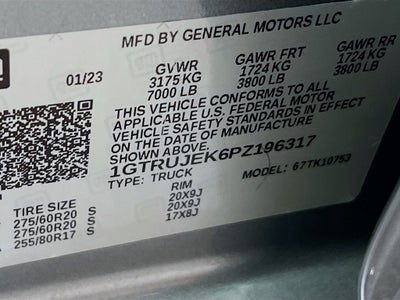 gm
MFD BY GENERAL MOTORS LLC
01/23 GVWR GAWR FRT GAWR RR
3175 KG 1724 KG 1724 KG
7000 LB 3800 LB 3800 LB
THIS VEHICLE CONFORMS TO ALL
APPLICABLE U.S. FEDERAL MOTOR
VEHICLE SAFETY STANDARDS IN EFFECT
ON THE DATE OF MANUFACTURE
SHOWN ABOVE.
1GTRUJEK6PZ196317
TYPE: TRUCK MODEL: 67TK10753
TIRE SIZE RIM
275/60R20 S 20X9J
275/60R20 S 20X9J
255/80R17 S 17X8J